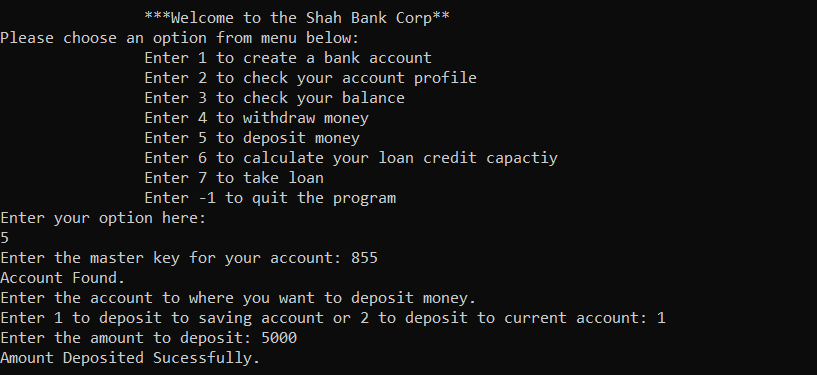 ***Welcome to the Shah Bank Corp**
Please choose an option from menu below:
Enter 1 to create a bank account
Enter 2 to check your account profile
Enter 3 to check your balance
Enter 4 to withdraw money
Enter 5 to deposit money
Enter 6 to calculate your loan credit capactiy
Enter 7 to take loan
Enter -1 to quit the program
Enter your option here:
5
Enter the master key for your account: 855
Account Found.
Enter the account to where you want to deposit money.
Enter 1 to deposit to saving account or 2 to deposit to current account: 1
Enter the amount to deposit: 5000
Amount Deposited Sucessfully.